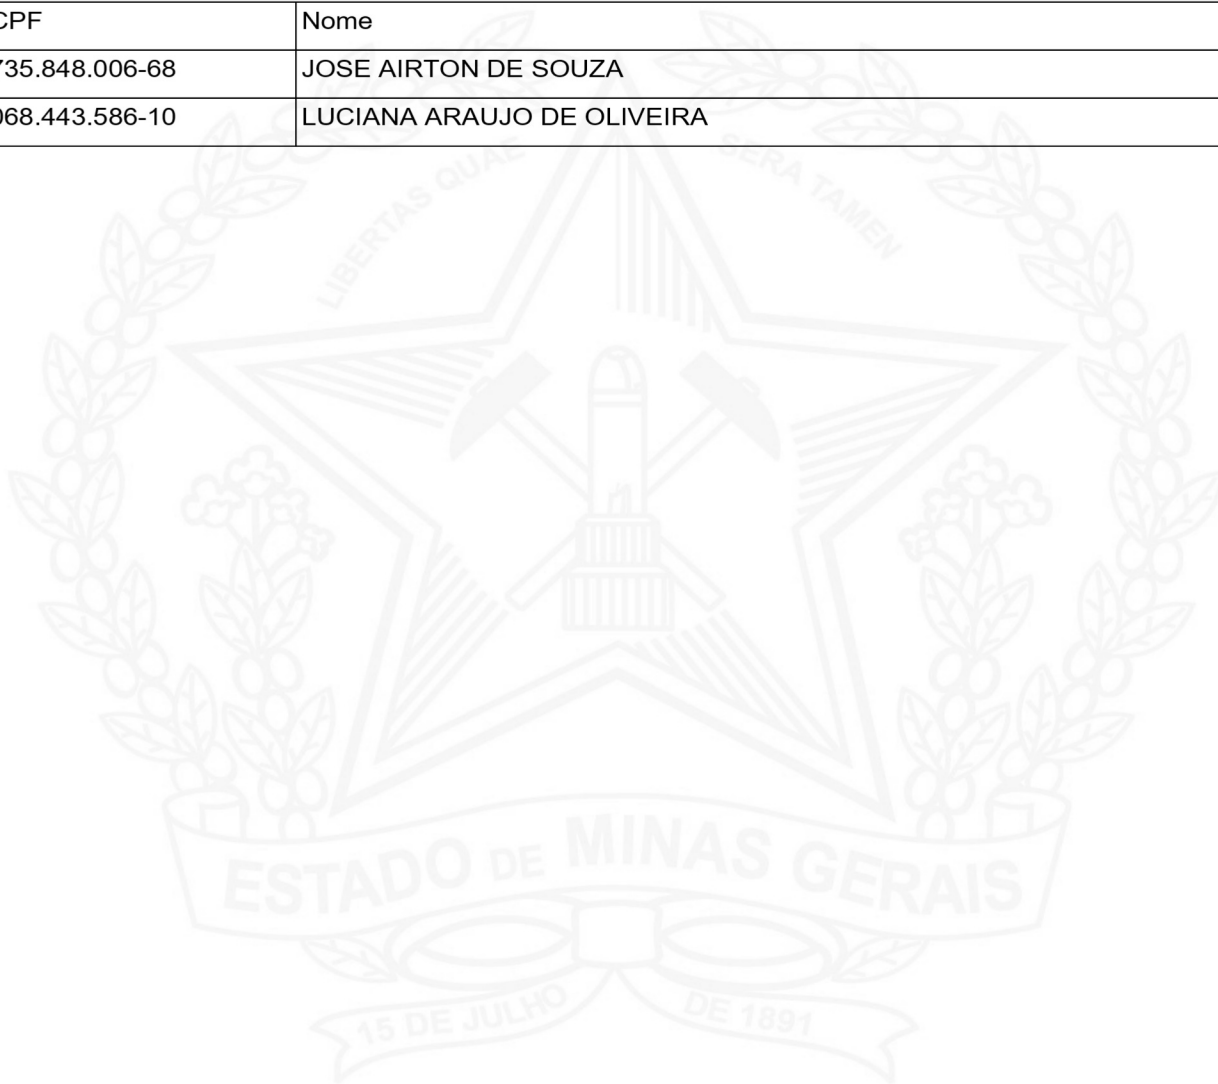 CPF Nome
735.848.006-68 JOSE AIRTON DE SOUZA
068.443.586-10 LUCIANA ARAUJO DE OLIVEIRA
LIBERTAS QUAE SERA TAMEN
ESTADO DE MINAS GERAIS
15 DE JULHO DE 1891